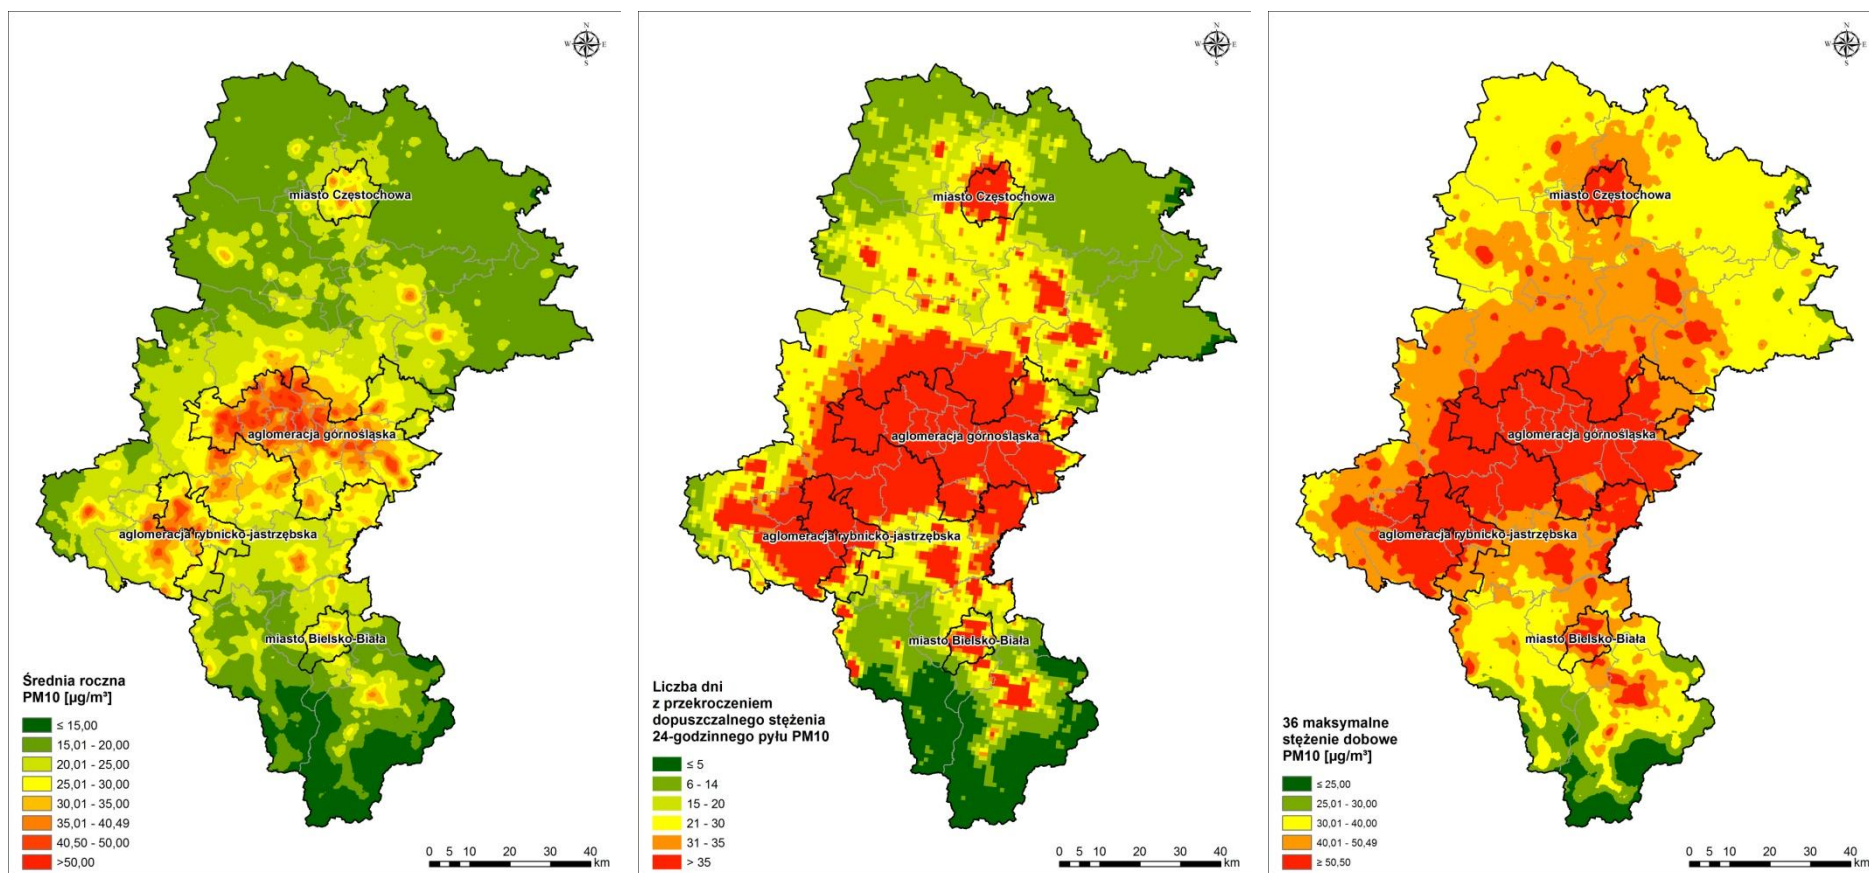 N
W E
S
miasto Częstochowa
aglomeracja górnośląska
aglomeracja rybnicko-jastrzębska
miasto Bielsko-Biała
Średnia roczna
PM10 [µg/m³]
≤ 15,00
15,01 - 20,00
20,01 - 25,00
25,01 - 30,00
30,01 - 35,00
35,01 - 40,49
40,50 - 50,00
>50,00
0 5 10 20 30 40
km
N
W E
S
miasto Częstochowa
aglomeracja górnośląska
aglomeracja rybnicko-jastrzębska
miasto Bielsko-Biała
Liczba dni
z przekroczeniem
dopuszczalnego stężenia
24-godzinnego pyłu PM10
≤ 5
6 - 14
15 - 20
21 - 30
31 - 35
> 35
0 5 10 20 30 40
km
N
W E
S
miasto Częstochowa
aglomeracja górnośląska
aglomeracja rybnicko-jastrzębska
miasto Bielsko-Biała
36 maksymalne
stężenie dobowe
PM10 [µg/m³]
≤ 25,00
25,01 - 30,00
30,01 - 40,00
40,01 - 50,49
≥ 50,50
0 5 10 20 30 40
km